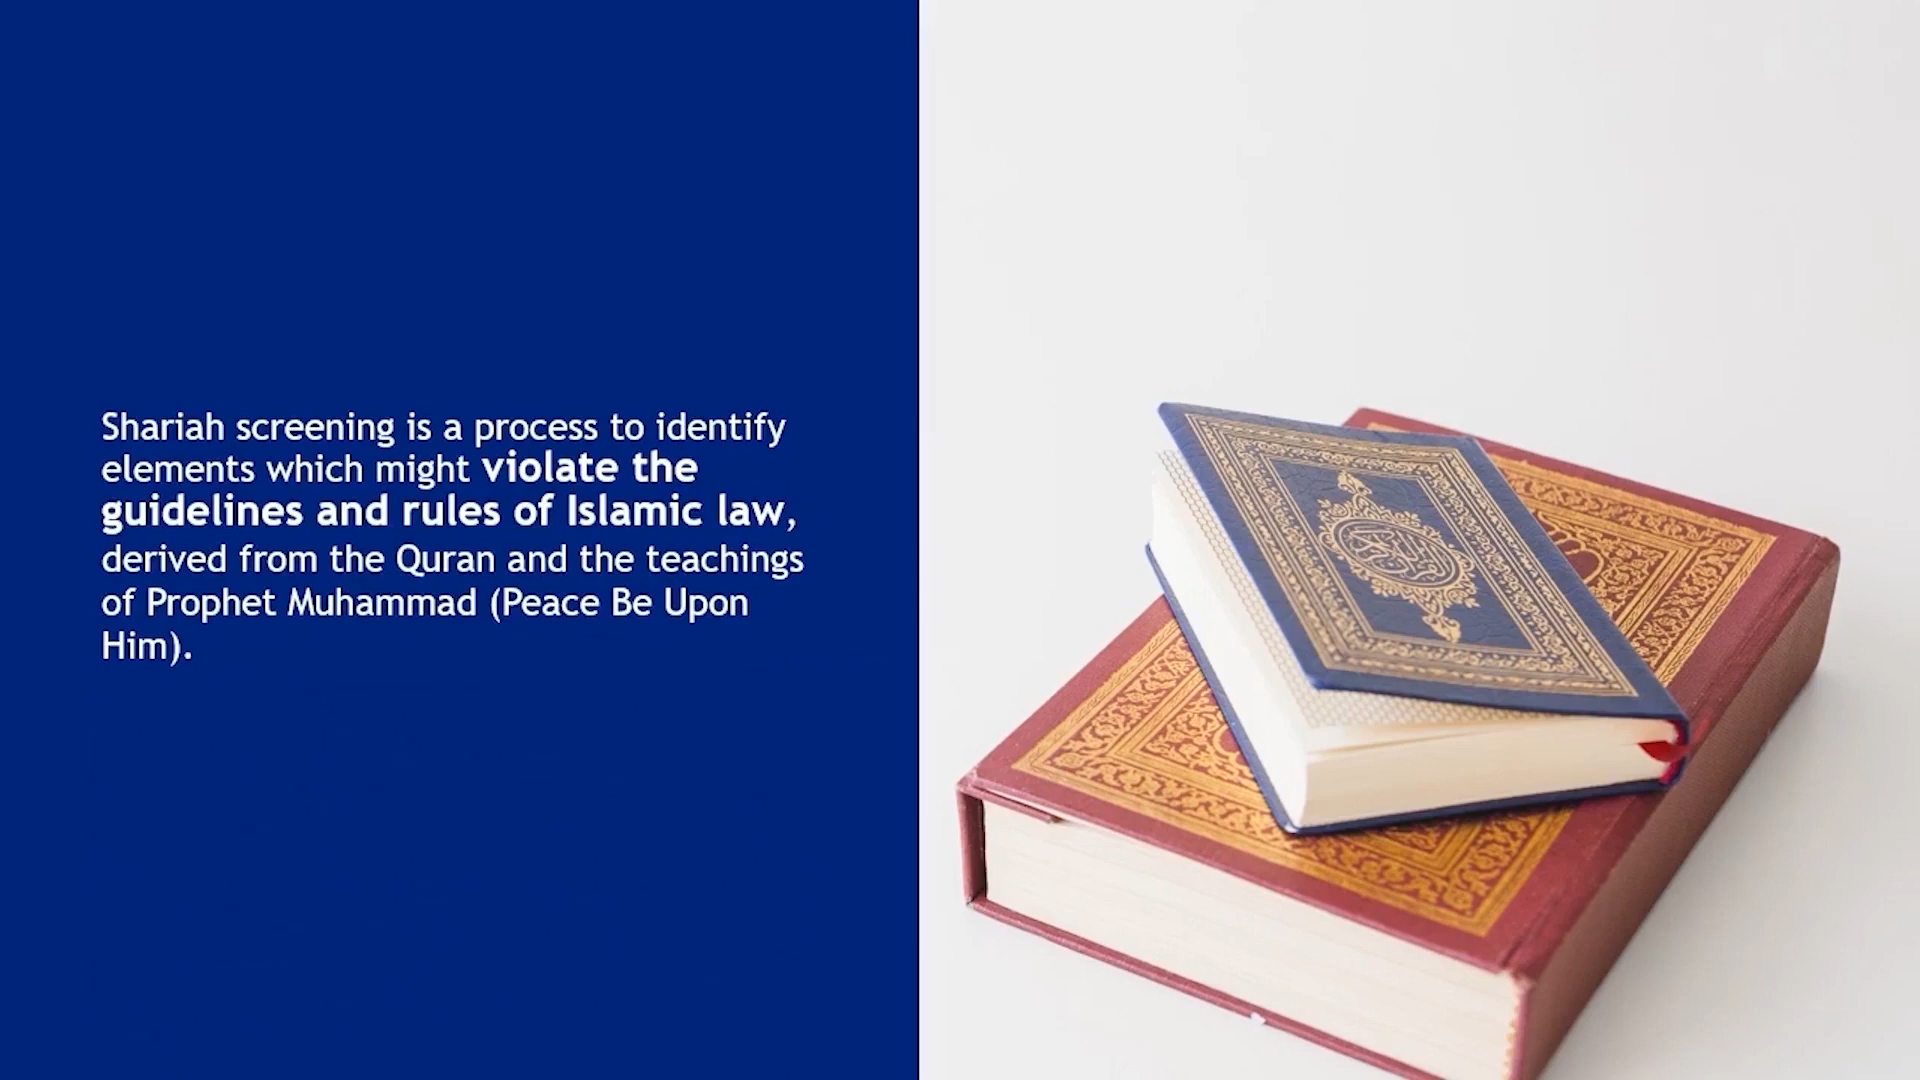 Shariah screening is a process to identify
elements which might violate the
guidelines and rules of Islamic law,
derived from the Quran and the teachings
of Prophet Muhammad (Peace Be Upon
Him).